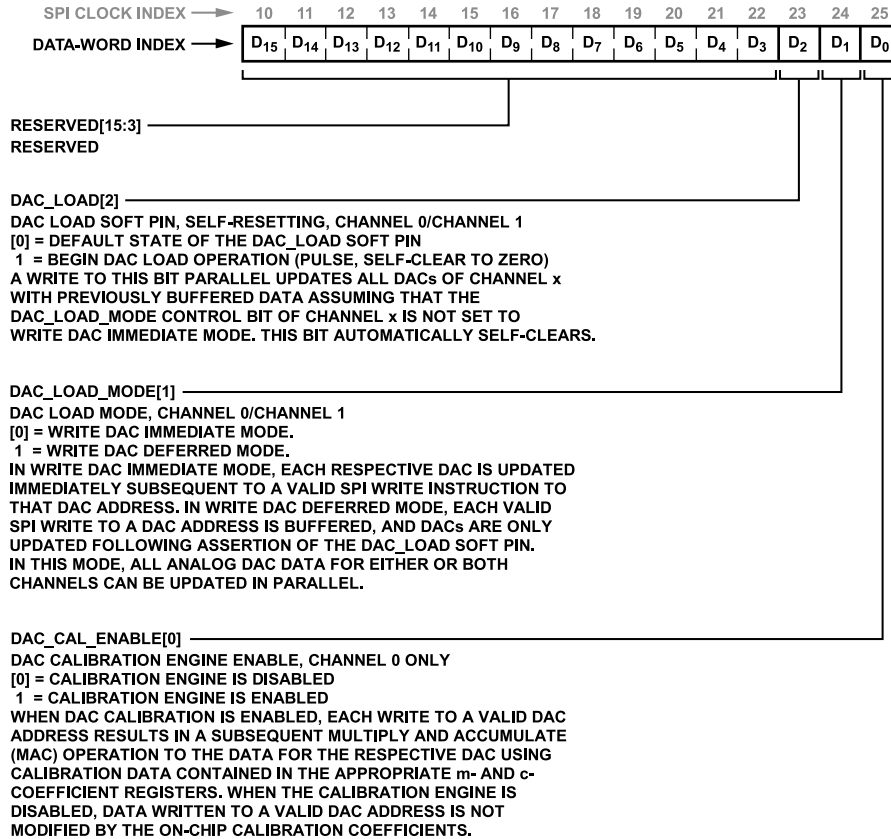 SPI CLOCK INDEX 10 11 12 13 14 15 16 17 18 19 20 21 22 23 24 25
DATA-WORD INDEX D15 D14 D13 D12 D11 D10 D9 D8 D7 D6 D5 D4 D3 D2 D1 D0
RESERVED[15:3]
RESERVED
DAC_LOAD[2]
DAC LOAD SOFT PIN, SELF-RESETTING, CHANNEL 0/CHANNEL 1
[0] = DEFAULT STATE OF THE DAC_LOAD SOFT PIN
1 = BEGIN DAC LOAD OPERATION (PULSE, SELF-CLEAR TO ZERO)
A WRITE TO THIS BIT PARALLEL UPDATES ALL DACs OF CHANNEL x
WITH PREVIOUSLY BUFFERED DATA ASSUMING THAT THE
DAC_LOAD_MODE CONTROL BIT OF CHANNEL x IS NOT SET TO
WRITE DAC IMMEDIATE MODE. THIS BIT AUTOMATICALLY SELF-CLEARS.
DAC_LOAD_MODE[1]
DAC LOAD MODE, CHANNEL 0/CHANNEL 1
[0] = WRITE DAC IMMEDIATE MODE.
1 = WRITE DAC DEFERRED MODE.
IN WRITE DAC IMMEDIATE MODE, EACH RESPECTIVE DAC IS UPDATED
IMMEDIATELY SUBSEQUENT TO A VALID SPI WRITE INSTRUCTION TO
THAT DAC ADDRESS. IN WRITE DAC DEFERRED MODE, EACH VALID
SPI WRITE TO A DAC ADDRESS IS BUFFERED, AND DACs ARE ONLY
UPDATED FOLLOWING ASSERTION OF THE DAC_LOAD SOFT PIN.
IN THIS MODE, ALL ANALOG DAC DATA FOR EITHER OR BOTH
CHANNELS CAN BE UPDATED IN PARALLEL.
DAC_CAL_ENABLE[0]
DAC CALIBRATION ENGINE ENABLE, CHANNEL 0 ONLY
[0] = CALIBRATION ENGINE IS DISABLED
1 = CALIBRATION ENGINE IS ENABLED
WHEN DAC CALIBRATION IS ENABLED, EACH WRITE TO A VALID DAC
ADDRESS RESULTS IN A SUBSEQUENT MULTIPLY AND ACCUMULATE
(MAC) OPERATION TO THE DATA FOR THE RESPECTIVE DAC USING
CALIBRATION DATA CONTAINED IN THE APPROPRIATE m- AND c-
COEFFICIENT REGISTERS. WHEN THE CALIBRATION ENGINE IS
DISABLED, DATA WRITTEN TO A VALID DAC ADDRESS IS NOT
MODIFIED BY THE ON-CHIP CALIBRATION COEFFICIENTS.